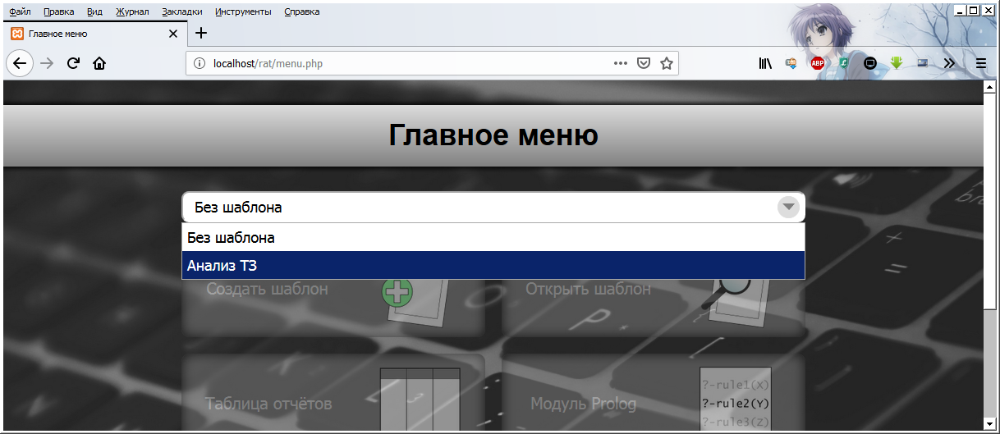 Файл Правка Вид Журнал Закладки Инструменты Справка
Главное меню
localhost/rat/menu.php
ABP
Главное меню
Без шаблона
Без шаблона
Анализ ТЗ
Создать шаблон
Открыть шаблон
Таблица отчётов
Модуль Prolog
?-rule1(X)
?-rule2(Y)
?-rule3(Z)